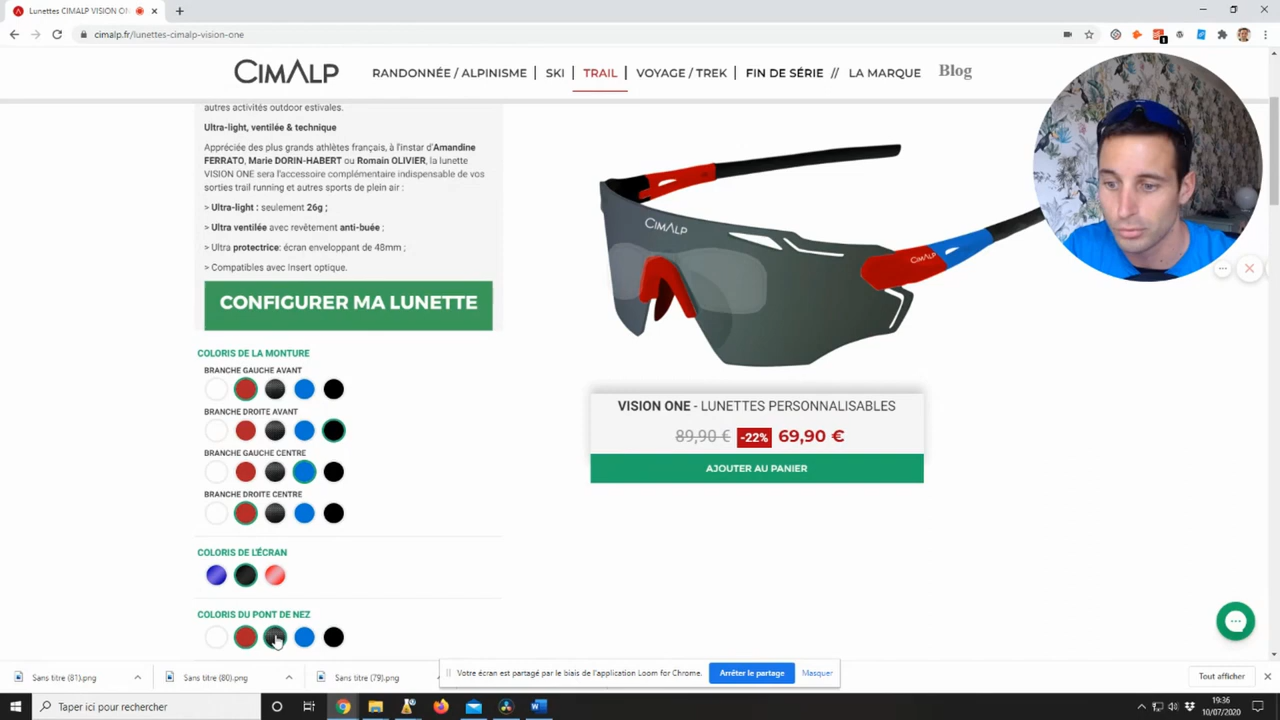 Lunettes CIMALP VISION ON
cimalp.fr/lunettes-cimalp-vision-one
1
CIMALP
RANDONNÉE / ALPINISME
SKI
TRAIL
VOYAGE / TREK
FIN DE SÉRIE
//
LA MARQUE
Blog
autres activités outdoor estivales.
Ultra-light, ventilée & technique
Appréciée des plus grands athlètes français, à l'instar d'Amandine
FERRATO, Marie DORIN-HABERT ou Romain OLIVIER, la lunette
VISION ONE sera l'accessoire complémentaire indispensable de vos
sorties trail running et autres sports de plein air :
> Ultra-light : seulement 26g ;
> Ultra ventilée avec revêtement anti-buée ;
> Ultra protectrice: écran enveloppant de 48mm ;
> Compatibles avec Insert optique.
CONFIGURER MA LUNETTE
COLORIS DE LA MONTURE
BRANCHE GAUCHE AVANT
BRANCHE DROITE AVANT
BRANCHE GAUCHE CENTRE
BRANCHE DROITE CENTRE
COLORIS DE L'ÉCRAN
COLORIS DU PONT DE NEZ
CIMALP
CIMALP
VISION ONE - LUNETTES PERSONNALISABLES
89,90 € -22% 69,90 €
AJOUTER AU PANIER
Sans titre (81).png
Sans titre (80).png
Sans titre (79).png
Votre écran est partagé par le biais de l'application Loom for Chrome.
Arrêter le partage
Masquer
Tout afficher
Taper ici pour rechercher
19:36
10/07/2020